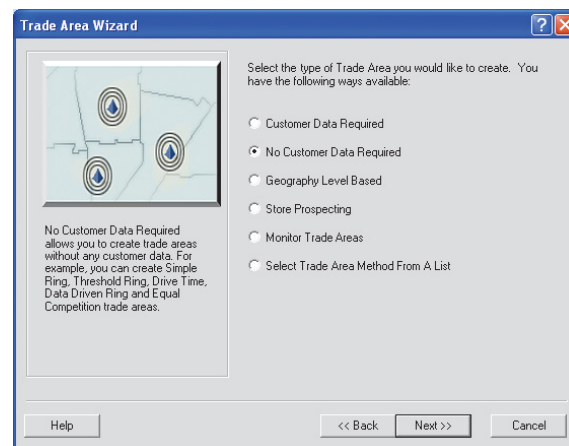 Trade Area Wizard
Select the type of Trade Area you would like to create. You
have the following ways available:
Customer Data Required
No Customer Data Required
Geography Level Based
Store Prospecting
Monitor Trade Areas
Select Trade Area Method From A List
No Customer Data Required
allows you to create trade areas
without any customer data. For
example, you can create Simple
Ring, Threshold Ring, Drive Time,
Data Driven Ring and Equal
Competition trade areas.
Help
<< Back
Next >>
Cancel